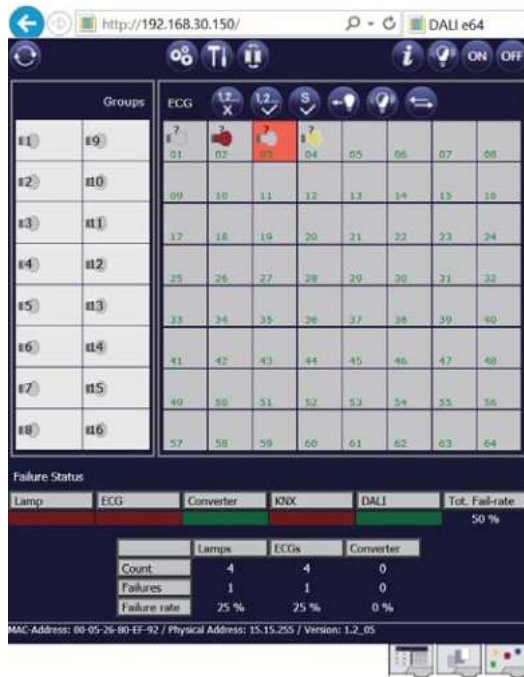 http://192.168.30.150/
DALI e64
i ON OFF
Groups
ECG 1,2... X 1,2... S
1 9
2 10
3 11
4 12
5 13
6 14
7 15
8 16
? ? ? ?
01 02 03 04 05 06 07 08
09 10 11 12 13 14 15 16
17 18 19 20 21 22 23 24
25 26 27 28 29 30 31 32
33 34 35 36 37 38 39 40
41 42 43 44 45 46 47 48
49 50 51 52 53 54 55 56
57 58 59 60 61 62 63 64
Failure Status
Lamp ECG Converter KNX DALI Tot. Fail-rate
50 %
Lamps ECGs Converter
Count 4 4 0
Failures 1 1 0
Failure rate 25 % 25 % 0 %
MAC-Address: 00-05-26-80-EF-92 / Physical Address: 15.15.255 / Version: 1.2_05